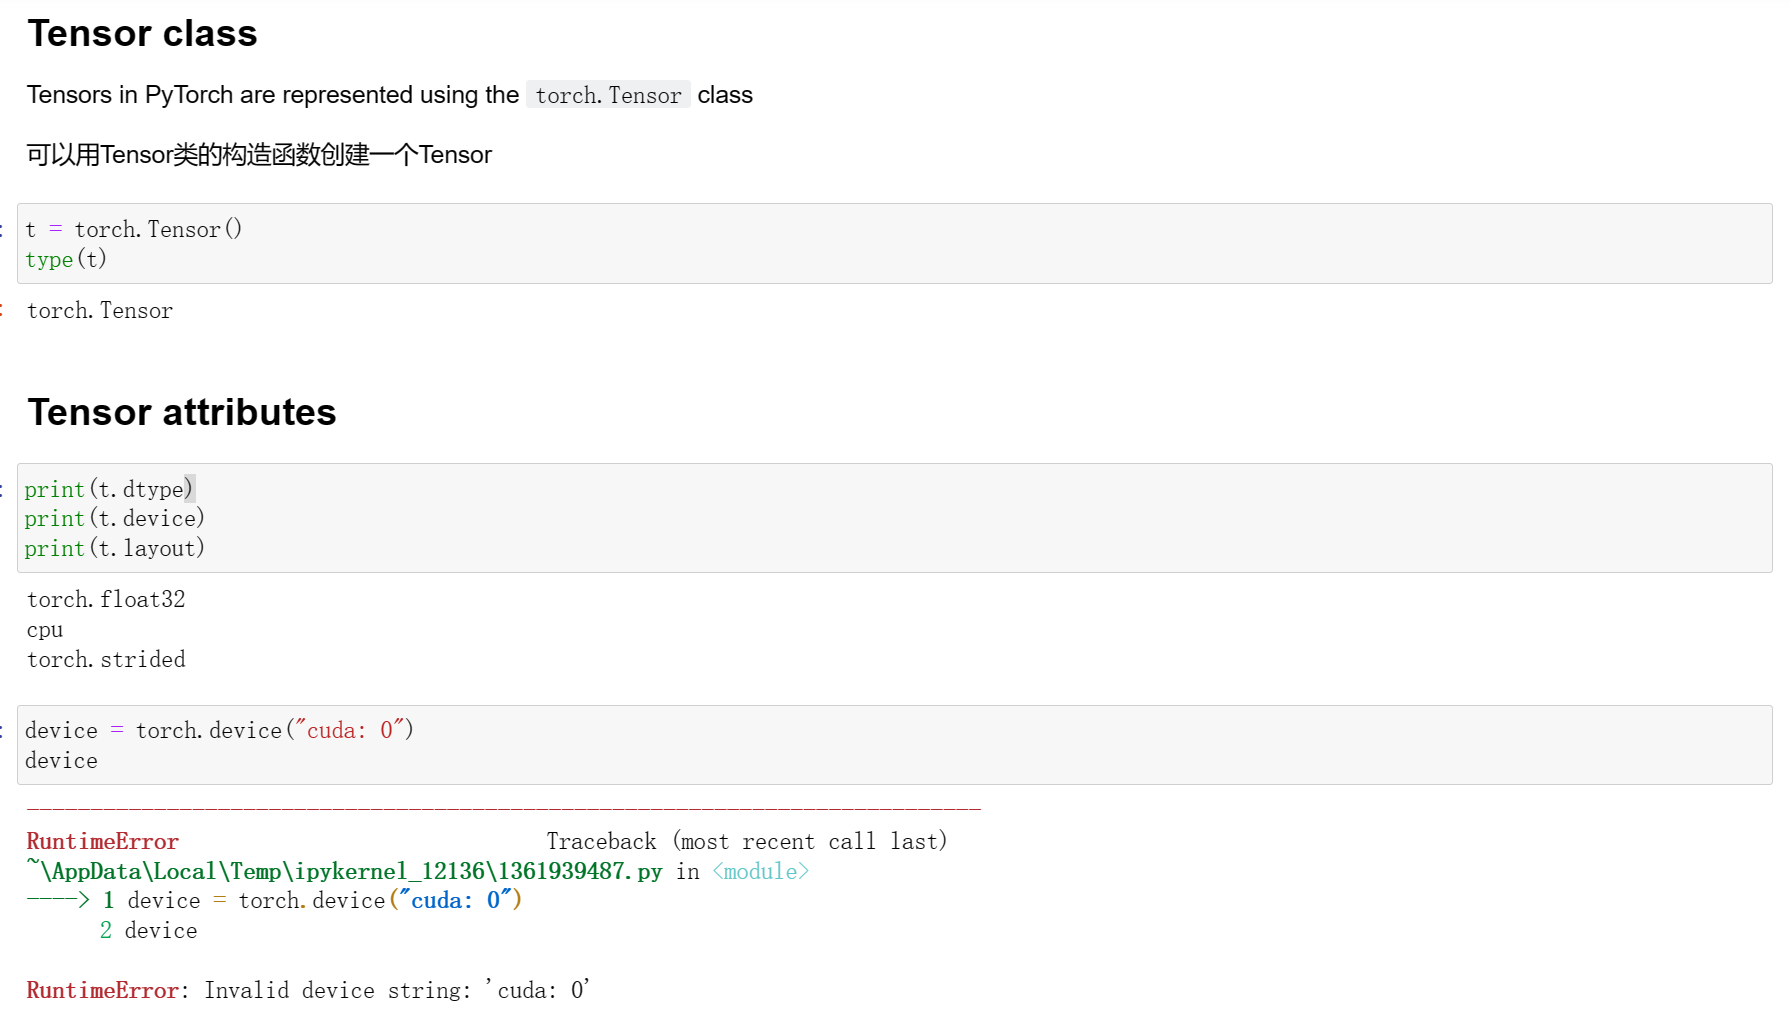 Tensor class
Tensors in PyTorch are represented using the torch.Tensor class
可以用Tensor类的构造函数创建一个Tensor
:
t = torch.Tensor()
type(t)
:
torch.Tensor
Tensor attributes
:
print(t.dtype)
print(t.device)
print(t.layout)
torch.float32
cpu
torch.strided
:
device = torch.device("cuda: 0")
device
---------------------------------------------------------------------------
RuntimeError                              Traceback (most recent call last)
~\AppData\Local\Temp\ipykernel_12136\1361939487.py in <module>
----> 1 device = torch.device("cuda: 0")
      2 device
RuntimeError: Invalid device string: 'cuda: 0'